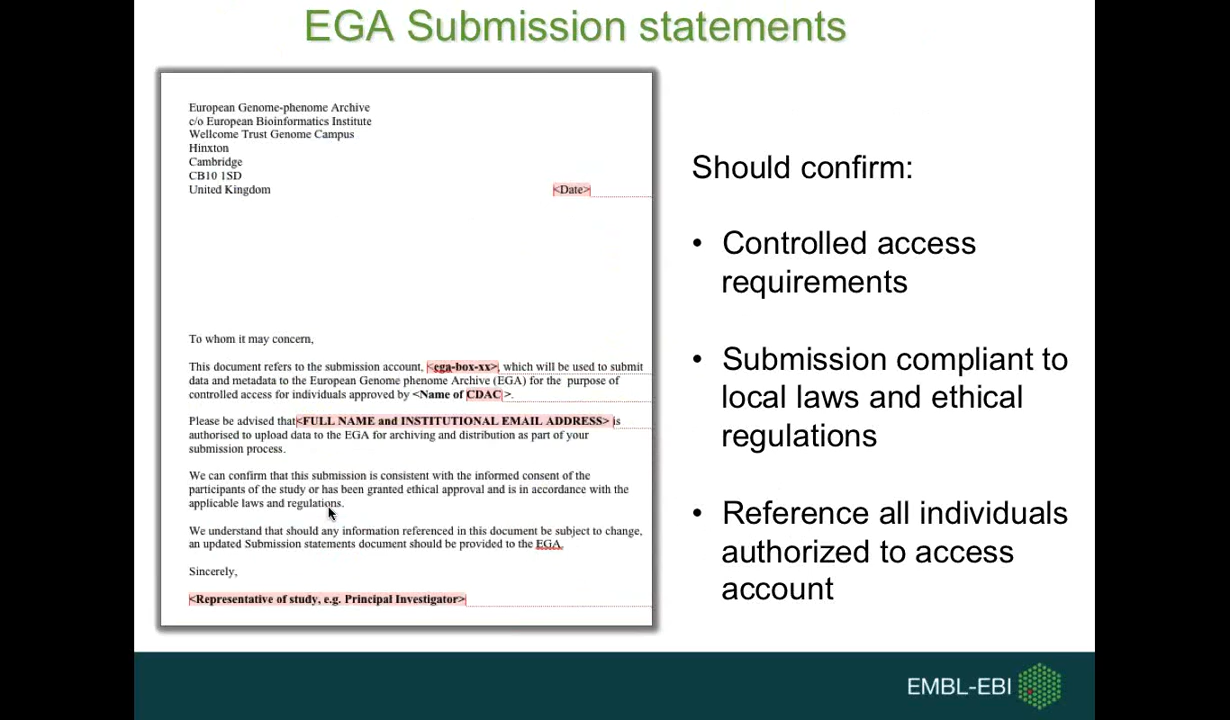 EGA Submission statements
European Genome-phenome Archive
c/o European Bioinformatics Institute
Wellcome Trust Genome Campus
Hinxton
Cambridge
CB10 1SD
United Kingdom
<Date>
To whom it may concern,
This document refers to the submission account, <ega-box-xx>, which will be used to submit
data and metadata to the European Genome phenome Archive (EGA) for the purpose of
controlled access for individuals approved by <Name of CDAC>.
Please be advised that<FULL NAME and INSTITUTIONAL EMAIL ADDRESS> is
authorised to upload data to the EGA for archiving and distribution as part of your
submission process.
We can confirm that this submission is consistent with the informed consent of the
participants of the study or has been granted ethical approval and is in accordance with the
applicable laws and regulations.
We understand that should any information referenced in this document be subject to change,
an updated Submission statements document should be provided to the EGA.
Sincerely,
<Representative of study, e.g. Principal Investigator>
Should confirm:
• Controlled access
requirements
• Submission compliant to
local laws and ethical
regulations
• Reference all individuals
authorized to access
account
EMBL-EBI